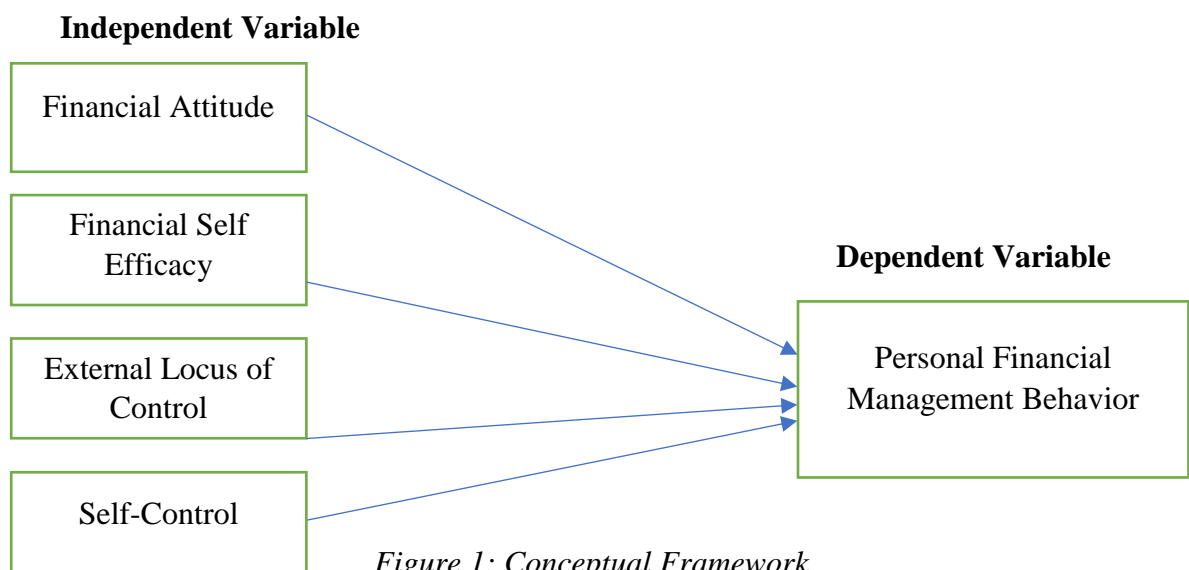 Independent Variable
Financial Attitude
Financial Self
Efficacy
External Locus of
Control
Self-Control
Dependent Variable
Personal Financial
Management Behavior
Figure 1: Conceptual Framework